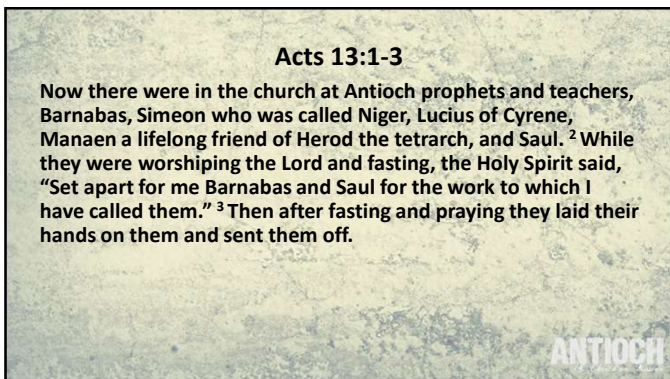 Acts 13:1-3
Now there were in the church at Antioch prophets and teachers,
Barnabas, Simeon who was called Niger, Lucius of Cyrene,
Manaen a lifelong friend of Herod the tetrarch, and Saul. ² While
they were worshiping the Lord and fasting, the Holy Spirit said,
“Set apart for me Barnabas and Saul for the work to which I
have called them.” ³ Then after fasting and praying they laid their
hands on them and sent them off.
ANTIOCH